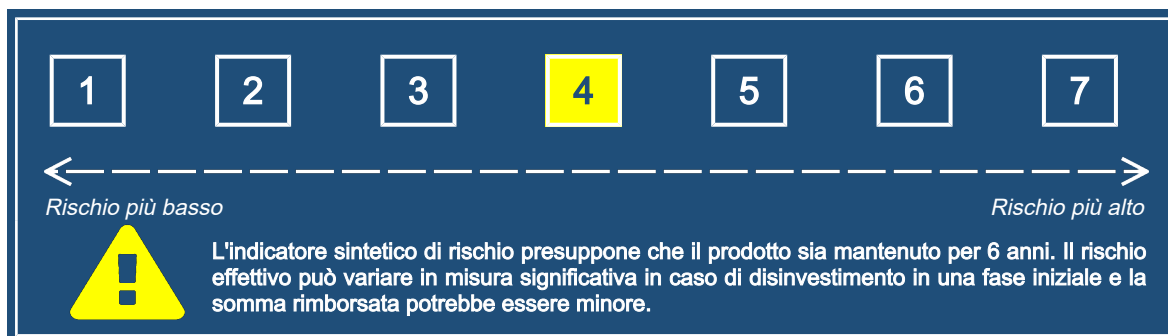 1 2 3 4 5 6 7
Rischio più basso Rischio più alto
!
L'indicatore sintetico di rischio presuppone che il prodotto sia mantenuto per 6 anni. Il rischio
effettivo può variare in misura significativa in caso di disinvestimento in una fase iniziale e la
somma rimborsata potrebbe essere minore.